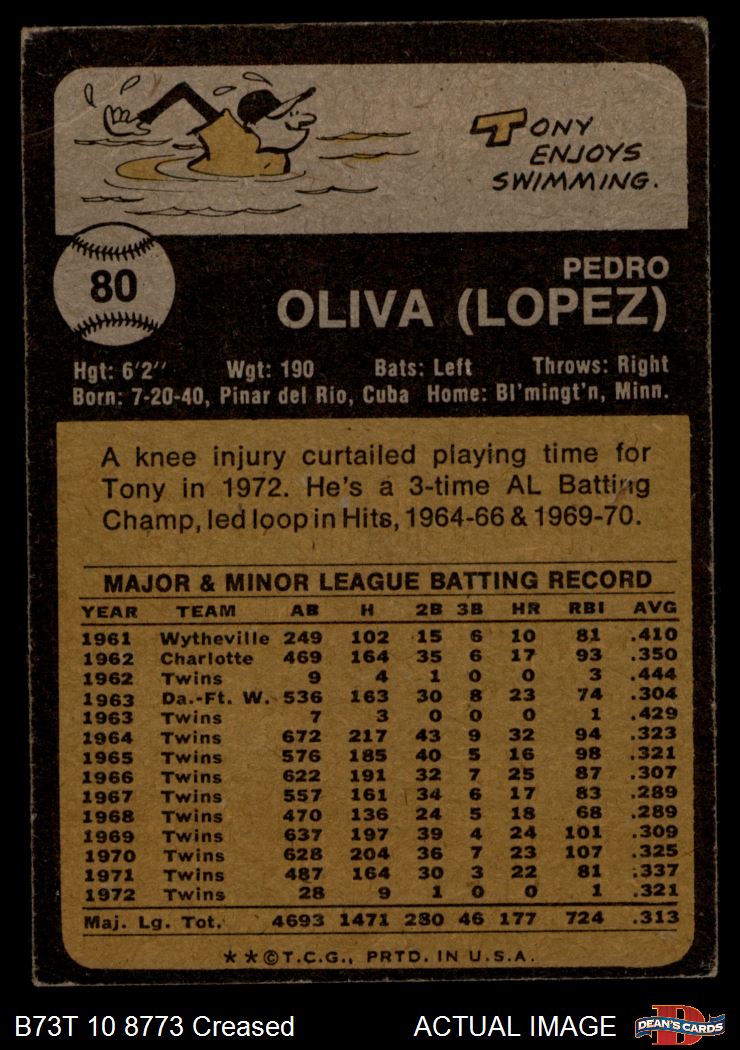 TONY
ENJOYS
SWIMMING.
80
PEDRO
OLIVA (LOPEZ)
Hgt: 6'2" Wgt: 190 Bats: Left Throws: Right
Born: 7-20-40, Pinar del Rio, Cuba Home: Bl'mingt'n, Minn.
A knee injury curtailed playing time for
Tony in 1972. He's a 3-time AL Batting
Champ, led loop in Hits, 1964-66 & 1969-70.
MAJOR & MINOR LEAGUE BATTING RECORD
YEAR TEAM AB H 2B 3B HR RBI AVG
1961 Wytheville 249 102 15 6 10 81 .410
1962 Charlotte 469 164 35 6 17 93 .350
1962 Twins 9 4 1 0 0 3 .444
1963 Da.-Ft. W. 536 163 30 8 23 74 .304
1963 Twins 7 3 0 0 0 1 .429
1964 Twins 672 217 43 9 32 94 .323
1965 Twins 576 185 40 5 16 98 .321
1966 Twins 622 191 32 7 25 87 .307
1967 Twins 557 161 34 6 17 83 .289
1968 Twins 470 136 24 5 18 68 .289
1969 Twins 637 197 39 4 24 101 .309
1970 Twins 628 204 36 7 23 107 .325
1971 Twins 487 164 30 3 22 81 .337
1972 Twins 28 9 1 0 0 1 .321
Maj. Lg. Tot. 4693 1471 280 46 177 724 .313
★★©T.C.G., PRTD. IN U.S.A.
B73T 10 8773 Creased ACTUAL IMAGE
D
DEAN'S CARDS